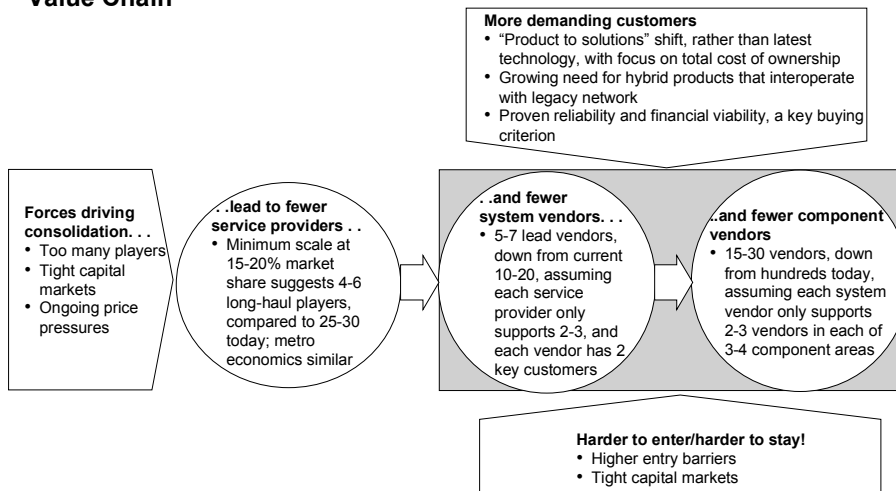 Value Chain
More demanding customers
• “Product to solutions” shift, rather than latest
technology, with focus on total cost of ownership
• Growing need for hybrid products that interoperate
with legacy network
• Proven reliability and financial viability, a key buying
criterion
Forces driving
consolidation. . .
• Too many players
• Tight capital
markets
• Ongoing price
pressures
. .lead to fewer
service providers . .
• Minimum scale at
15-20% market
share suggests 4-6
long-haul players,
compared to 25-30
today; metro
economics similar
. .and fewer
system vendors. . .
• 5-7 lead vendors,
down from current
10-20, assuming
each service
provider only
supports 2-3, and
each vendor has 2
key customers
..and fewer component
vendors
• 15-30 vendors, down
from hundreds today,
assuming each system
vendor only supports
2-3 vendors in each of
3-4 component areas
Harder to enter/harder to stay!
• Higher entry barriers
• Tight capital markets